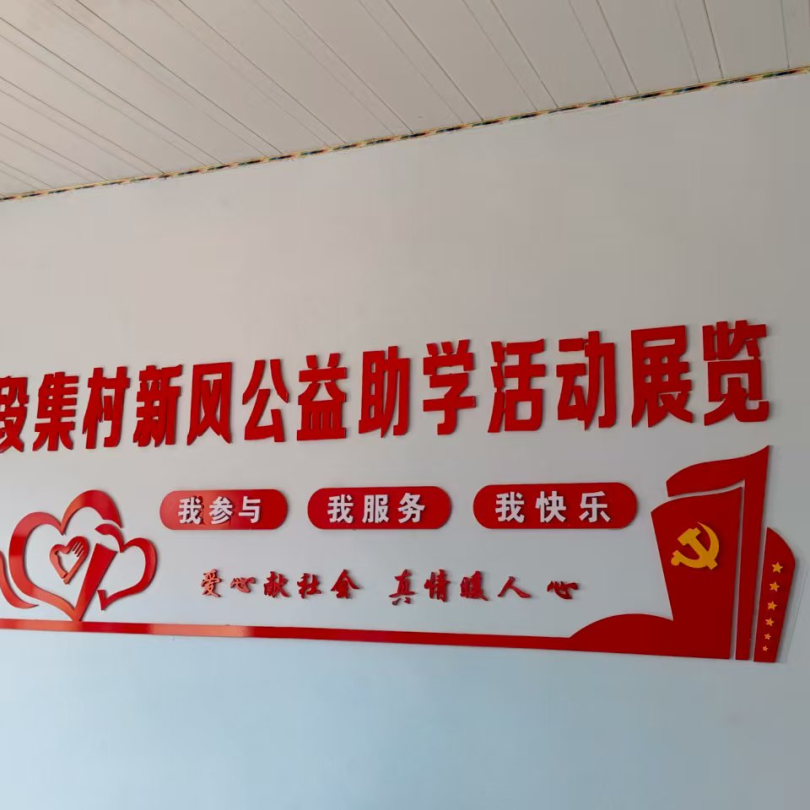 段集村新风公益助学活动展览
我参与 我服务 我快乐
爱心献社会 真情暖人心